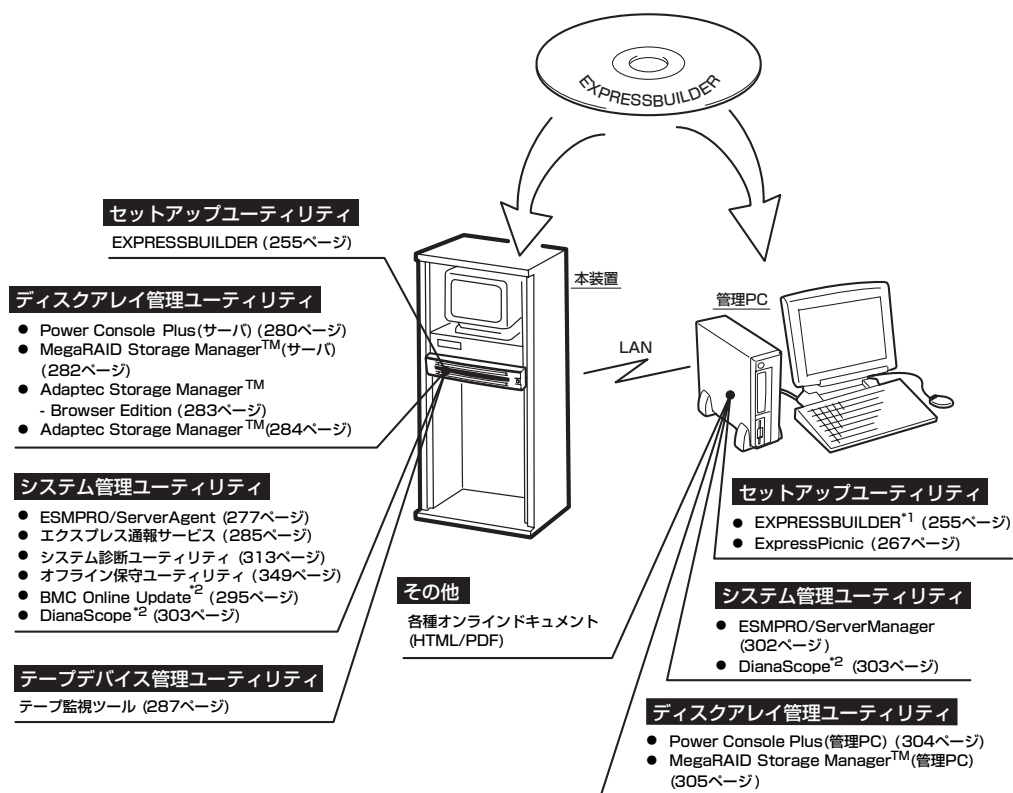 EXPRESSBUILDER
セットアップユーティリティ
EXPRESSBUILDER (255ページ)
ディスクアレイ管理ユーティリティ
● Power Console Plus(サーバ) (280ページ)
● MegaRAID Storage Manager™(サーバ)
(282ページ)
● Adaptec Storage Manager™
- Browser Edition (283ページ)
● Adaptec Storage Manager™(284ページ)
システム管理ユーティリティ
● ESMPRO/ServerAgent (277ページ)
● エクスプレス通報サービス (285ページ)
● システム診断ユーティリティ (313ページ)
● オフライン保守ユーティリティ (349ページ)
● BMC Online Update*2 (295ページ)
● DianaScope*2 (303ページ)
テープデバイス管理ユーティリティ
テープ監視ツール (287ページ)
本装置
LAN
管理PC
その他
各種オンラインドキュメント
(HTML/PDF)
セットアップユーティリティ
● EXPRESSBUILDER*1 (255ページ)
● ExpressPicnic (267ページ)
システム管理ユーティリティ
● ESMPRO/ServerManager
(302ページ)
● DianaScope*2 (303ページ)
ディスクアレイ管理ユーティリティ
● Power Console Plus(管理PC) (304ページ)
● MegaRAID Storage Manager™(管理PC)
(305ページ)